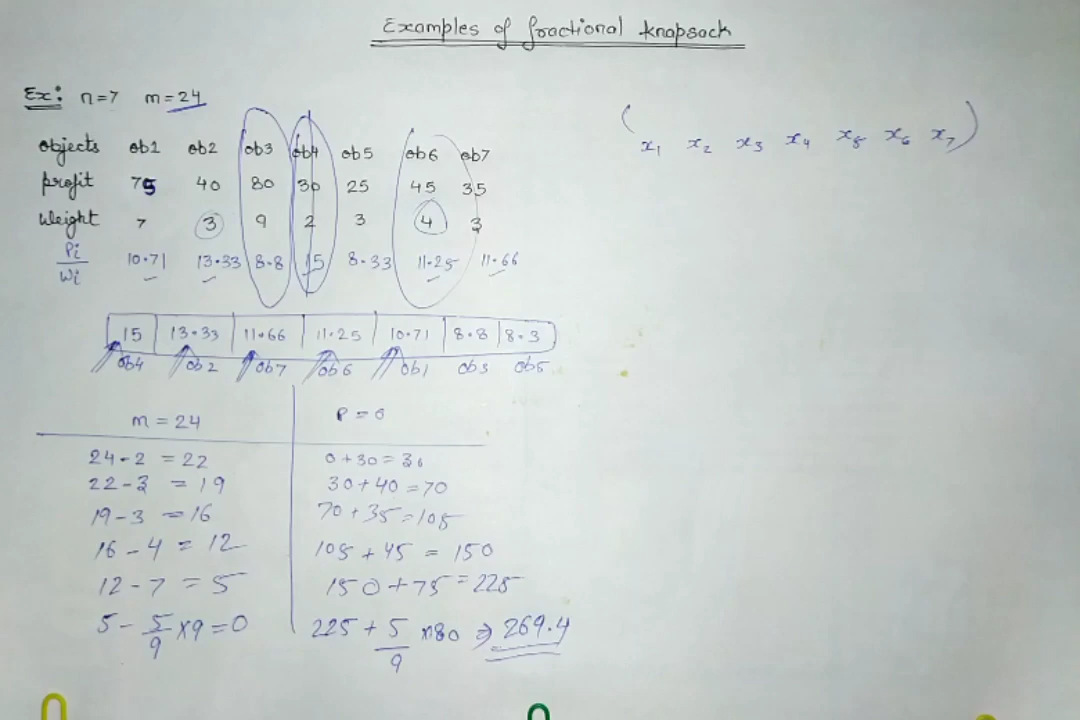 Examples of fractional knapsack
Ex: n=7 m=24
( x1 x2 x3 x4 x5 x6 x7 )
objects ob1 ob2 ob3 ob4 ob5 ob6 ob7
profit 75 40 80 30 25 45 35
Weight 7 3 9 2 3 4 3
Pi/Wi 10.71 13.33 8.8 15 8.33 11.25 11.66
15 13.33 11.66 11.25 10.71 8.8 8.3
ob4 ob2 ob7 ob6 ob1 ob3 ob5
m = 24 P = 0
24-2 = 22 0+30=30
22-3 = 19 30+40=70
19-3 = 16 70+35=105
16-4 = 12 105+45 = 150
12-7 = 5 150+75=225
5-5/9×9=0 225+5/9×80 ⇒ 269.4